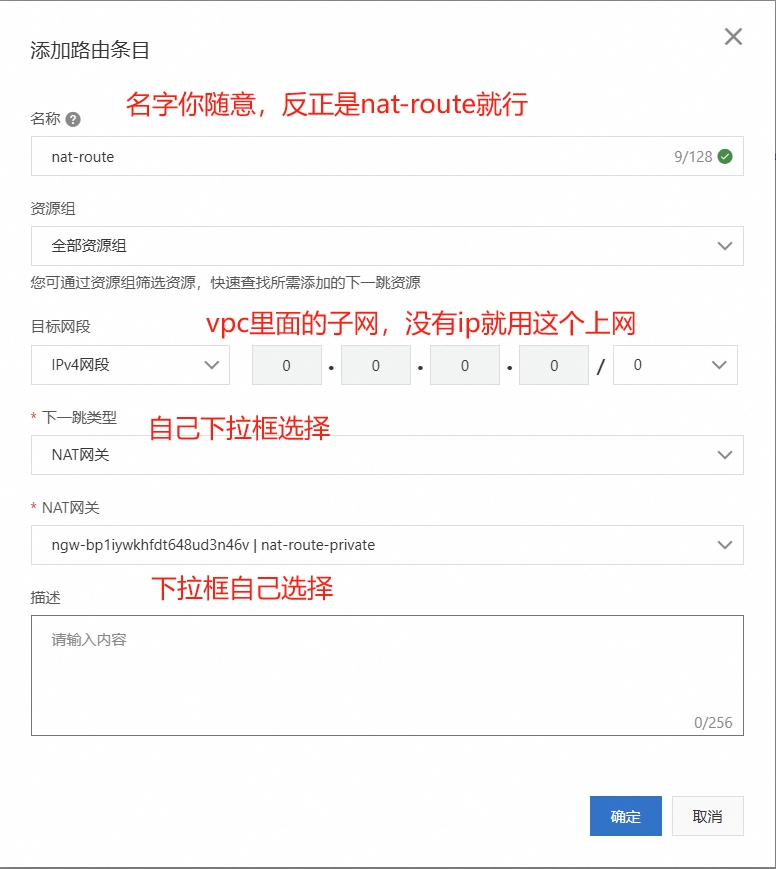 添加路由条目
名字你随意，反正是nat-route就行
名称
nat-route 9/128
资源组
全部资源组
您可通过资源组筛选资源，快速查找所需添加的下一跳资源
vpc里面的子网，没有ip就用这个上网
目标网段
IPv4网段 0 . 0 . 0 . 0 / 0
* 下一跳类型
自己下拉框选择
NAT网关
* NAT网关
ngw-bp1iywkhfdt648ud3n46v | nat-route-private
下拉框自己选择
描述
请输入内容
0/256
确定 取消